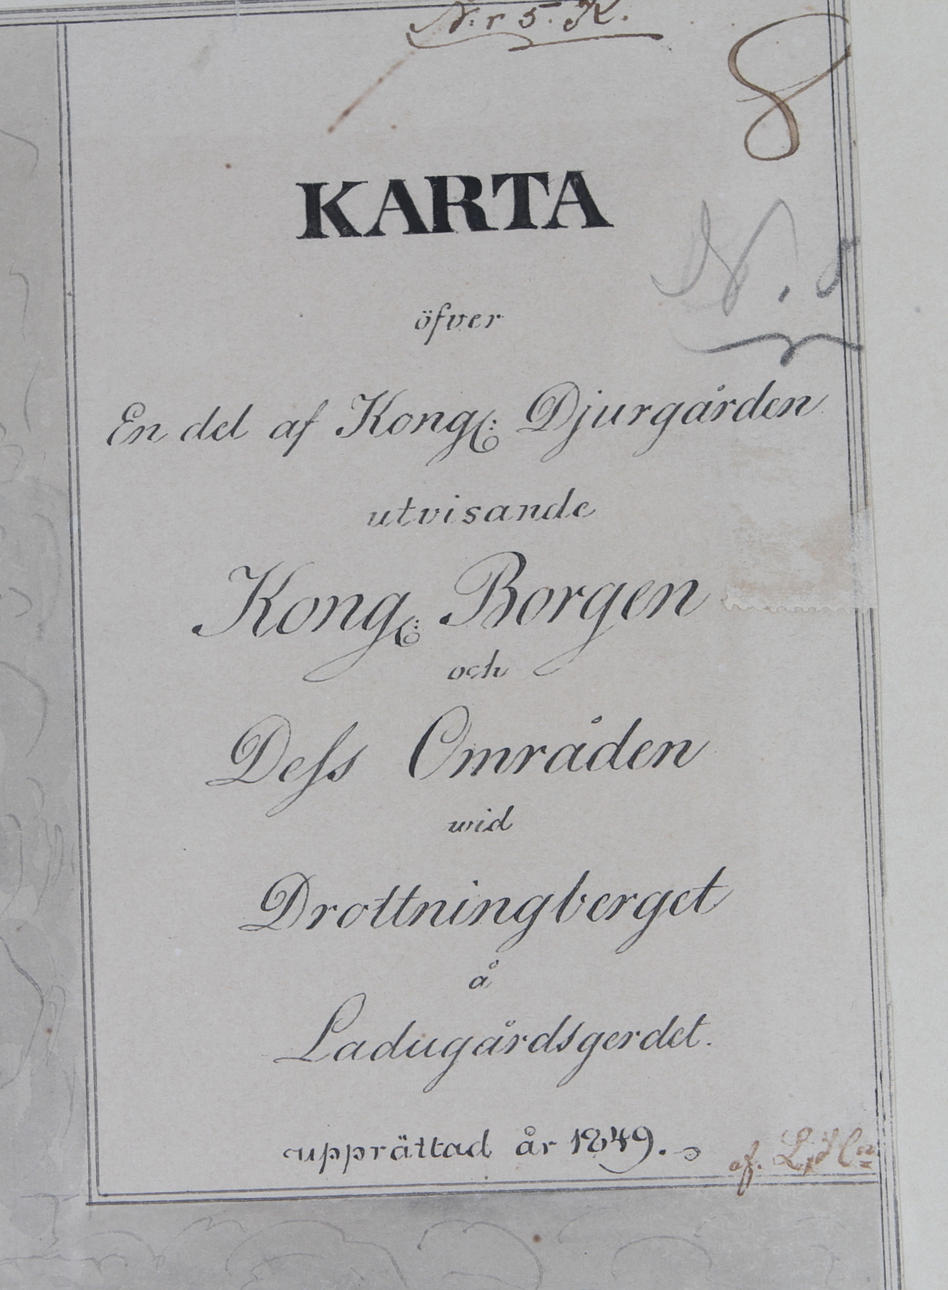 N:r 5. K.
8
KARTA
N.
öfver
En del af Kongl: Djurgården
utvisande
Kongl: Borgen
och
Dess Områden
wid
Drottningberget
å
Ladugårdsgerdet.
upprättad år 1849.
af.